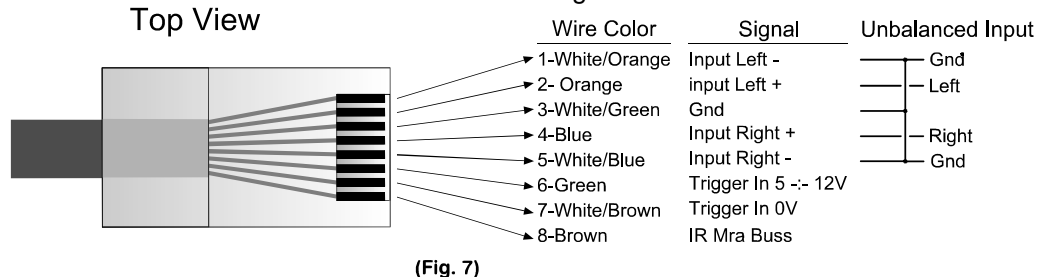 Top View
Wire Color Signal Unbalanced Input
1-White/Orange Input Left - Gnd
2- Orange input Left + Left
3-White/Green Gnd
4-Blue Input Right + Right
5-White/Blue Input Right - Gnd
6-Green Trigger In 5 -:- 12V
7-White/Brown Trigger In 0V
8-Brown IR Mra Buss
(Fig. 7)